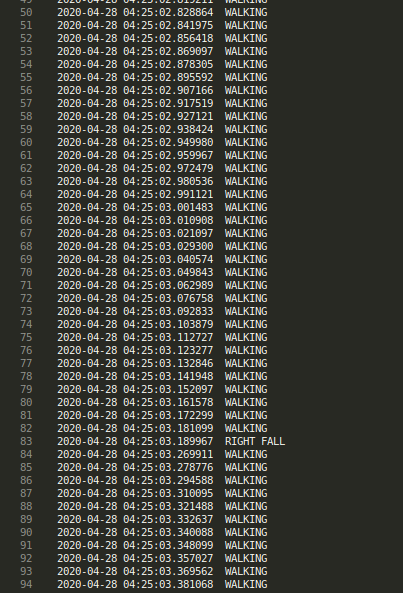 50 2020-04-28 04:25:02.828864 WALKING
51 2020-04-28 04:25:02.841975 WALKING
52 2020-04-28 04:25:02.856418 WALKING
53 2020-04-28 04:25:02.869097 WALKING
54 2020-04-28 04:25:02.878305 WALKING
55 2020-04-28 04:25:02.895592 WALKING
56 2020-04-28 04:25:02.907166 WALKING
57 2020-04-28 04:25:02.917519 WALKING
58 2020-04-28 04:25:02.927121 WALKING
59 2020-04-28 04:25:02.938424 WALKING
60 2020-04-28 04:25:02.949980 WALKING
61 2020-04-28 04:25:02.959967 WALKING
62 2020-04-28 04:25:02.972479 WALKING
63 2020-04-28 04:25:02.980536 WALKING
64 2020-04-28 04:25:02.991121 WALKING
65 2020-04-28 04:25:03.001483 WALKING
66 2020-04-28 04:25:03.010908 WALKING
67 2020-04-28 04:25:03.021097 WALKING
68 2020-04-28 04:25:03.029300 WALKING
69 2020-04-28 04:25:03.040574 WALKING
70 2020-04-28 04:25:03.049843 WALKING
71 2020-04-28 04:25:03.062989 WALKING
72 2020-04-28 04:25:03.076758 WALKING
73 2020-04-28 04:25:03.092833 WALKING
74 2020-04-28 04:25:03.103879 WALKING
75 2020-04-28 04:25:03.112727 WALKING
76 2020-04-28 04:25:03.123277 WALKING
77 2020-04-28 04:25:03.132846 WALKING
78 2020-04-28 04:25:03.141948 WALKING
79 2020-04-28 04:25:03.152097 WALKING
80 2020-04-28 04:25:03.161578 WALKING
81 2020-04-28 04:25:03.172299 WALKING
82 2020-04-28 04:25:03.181099 WALKING
83 2020-04-28 04:25:03.189967 RIGHT FALL
84 2020-04-28 04:25:03.269911 WALKING
85 2020-04-28 04:25:03.278776 WALKING
86 2020-04-28 04:25:03.294588 WALKING
87 2020-04-28 04:25:03.310095 WALKING
88 2020-04-28 04:25:03.321488 WALKING
89 2020-04-28 04:25:03.332637 WALKING
90 2020-04-28 04:25:03.340088 WALKING
91 2020-04-28 04:25:03.348099 WALKING
92 2020-04-28 04:25:03.357027 WALKING
93 2020-04-28 04:25:03.369562 WALKING
94 2020-04-28 04:25:03.381068 WALKING